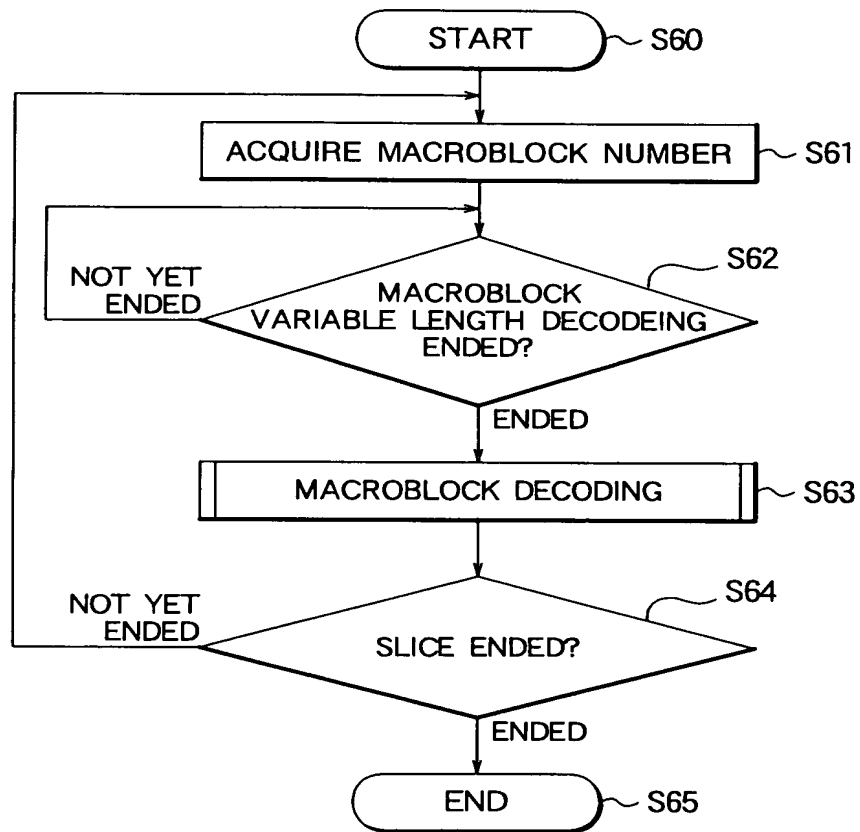 START
S60
ACQUIRE MACROBLOCK NUMBER
S61
S62
NOT YET
ENDED
MACROBLOCK
VARIABLE LENGTH DECODEING
ENDED?
ENDED
MACROBLOCK DECODING
S63
S64
NOT YET
ENDED
SLICE ENDED?
ENDED
END
S65